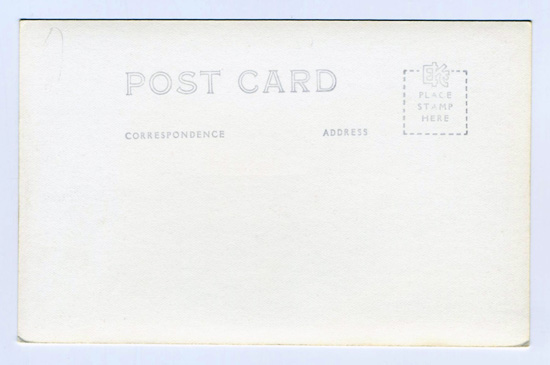 POST CARD
EKC
PLACE
STAMP
HERE
CORRESPONDENCE
ADDRESS